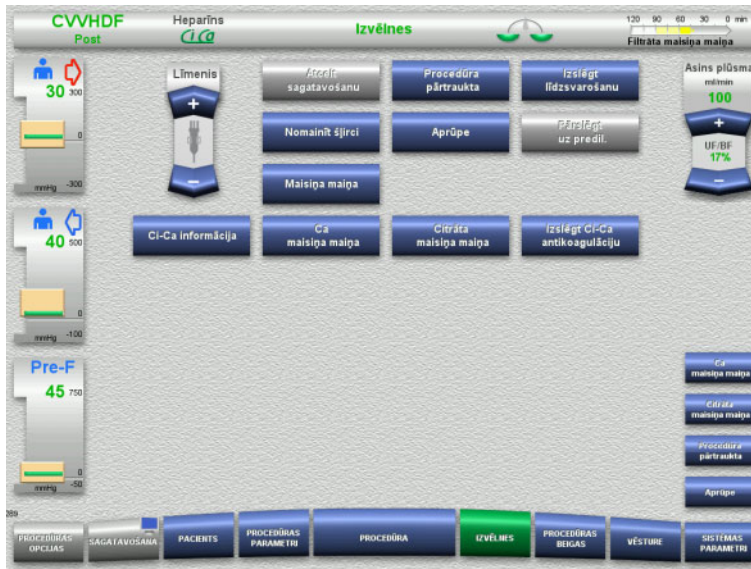 CVVHDF
Post
Heparīns
CiCa
Izvēlnes
120 90 60 30 0 min
Filtrāta maisiņa maiņa
30 300
0
mmHg -300
Līmenis
+
−
Atcelt
sagatavošanu
Procedūra
pārtraukta
Izslēgt
līdzsvarošanu
Nomainīt šļirci
Aprūpe
Pārslēgt
uz predil.
Maisiņa maiņa
Asins plūsma
ml/min
100
+
UF/BF
17%
−
40 500
0
mmHg -100
Ci-Ca informācija
Ca
maisiņa maiņa
Citrāta
maisiņa maiņa
Izslēgt Ci-Ca
antikoagulāciju
Pre-F
45 750
0
mmHg -50
Ca
maisiņa maiņa
Citrāta
maisiņa maiņa
Procedūra
pārtraukta
Aprūpe
PROCEDŪRAS
OPCIJAS
SAGATAVOŠANA
PACIENTS
PROCEDŪRAS
PARAMETRI
PROCEDŪRA
IZVĒLNES
PROCEDŪRAS
BEIGAS
VĒSTURE
SISTĒMAS
PARAMETRI